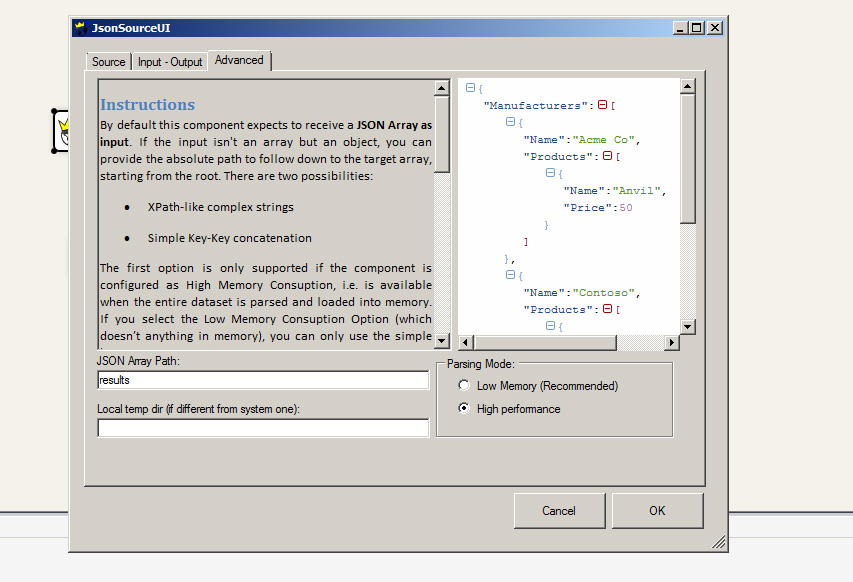 JsonSourceUI
Source
Input - Output
Advanced
Instructions
By default this component expects to receive a JSON Array as
input. If the input isn't an array but an object, you can
provide the absolute path to follow down to the target array,
starting from the root. There are two possibilities:
• XPath-like complex strings
• Simple Key-Key concatenation
The first option is only supported if the component is
configured as High Memory Consuption, i.e. is available
when the entire dataset is parsed and loaded into memory.
If you select the Low Memory Consuption Option (which
doesn't anything in memory), you can only use the simple
{
"Manufacturers": [
{
"Name":"Acme Co",
"Products": [
{
"Name":"Anvil",
"Price":50
}
]
},
{
"Name":"Contoso",
"Products": [
{
JSON Array Path:
results
Local temp dir (if different from system one):
Parsing Mode:
Low Memory (Recommended)
High performance
Cancel
OK